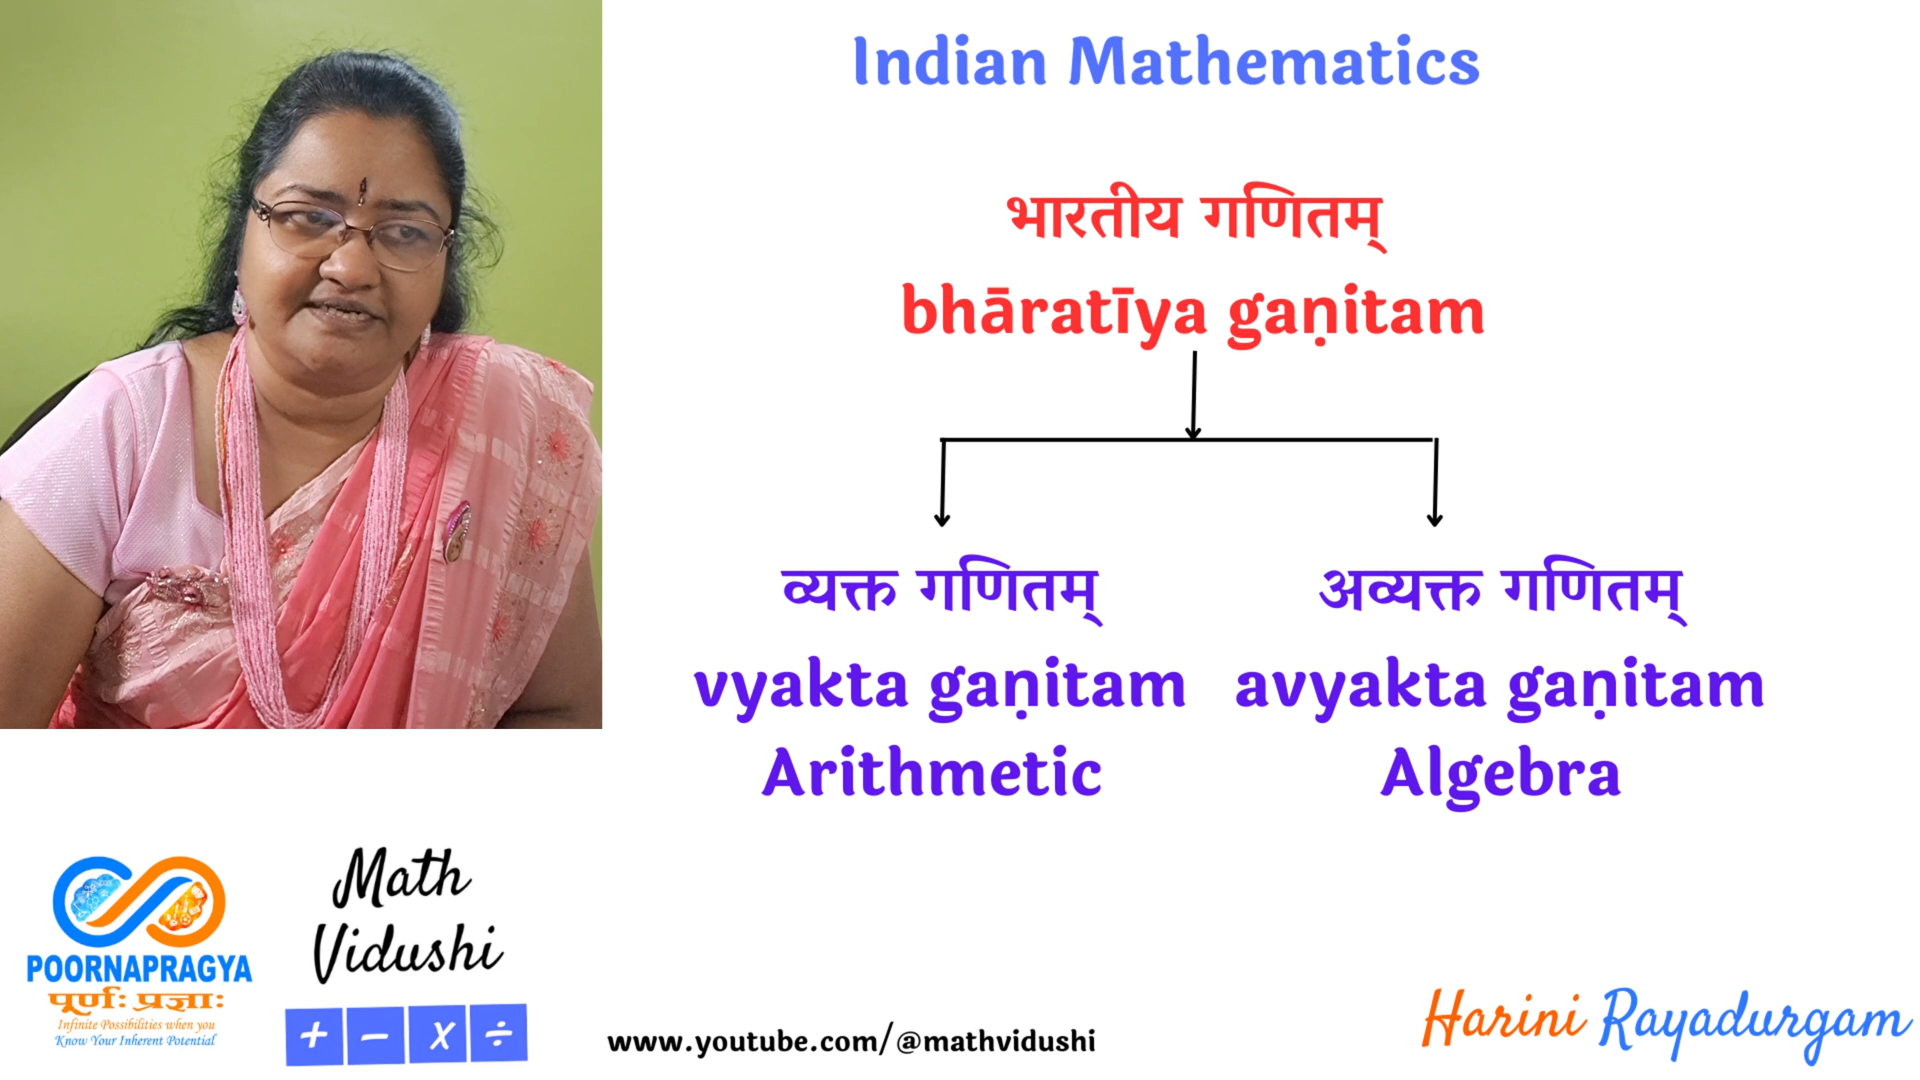 Indian Mathematics
भारतीय गणितम्
bhāratīya gaṇitam
व्यक्त गणितम्
vyakta gaṇitam
Arithmetic
अव्यक्त गणितम्
avyakta gaṇitam
Algebra
POORNAPRAGYA
पूर्णः प्रज्ञाः
Infinite Possibilities when you
Know Your Inherent Potential
Math
Vidushi
+ − x ÷
www.youtube.com/@mathvidushi
Harini Rayadurgam